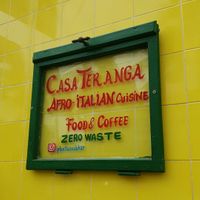 CASA TERANGA
AFRO ITALIAN CUISINE
FOOD & COFFEE
ZERO WASTE